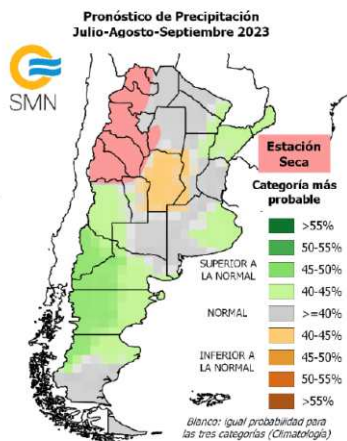 Pronóstico de Precipitación
Julio-Agosto-Septiembre 2023
SMN
Estación
Seca
Categoría más
probable
>55%
50-55%
SUPERIOR A
LA NORMAL
45-50%
40-45%
NORMAL
>=40%
40-45%
INFERIOR A
LA NORMAL
45-50%
50-55%
>55%
Blanco: igual probabilidad para
las tres categorías (Climatología)